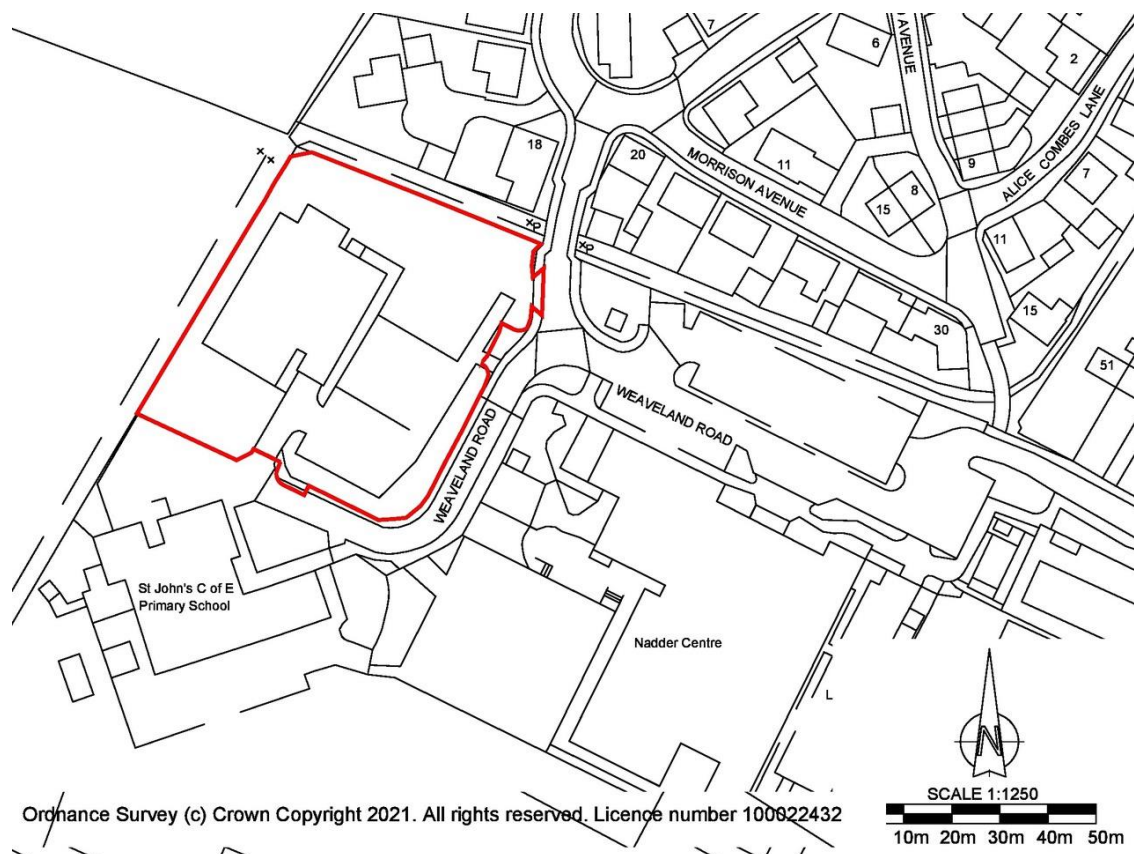 7
6
AVENUE
2
18
20
MORRISON AVENUE
11
9
ALICE COMBES LANE
8
15
7
11
15
30
51
WEAVELAND ROAD
WEAVELAND ROAD
St John's C of E
Primary School
Nadder Centre
L
N
SCALE 1:1250
10m 20m 30m 40m 50m
Ordnance Survey (c) Crown Copyright 2021. All rights reserved. Licence number 100022432